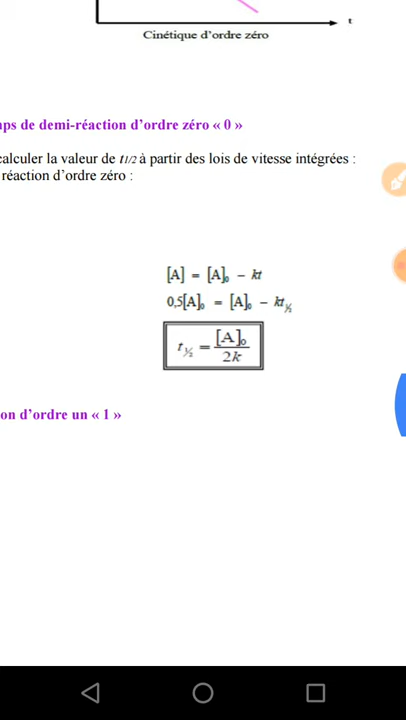 t
Cinétique d'ordre zéro
ps de demi-réaction d'ordre zéro « 0 »
calculer la valeur de t1/2 à partir des lois de vitesse intégrées :
réaction d'ordre zéro :
[A] = [A]₀ - kt
0,5[A]₀ = [A]₀ - kt½
t½ = [A]₀ / 2k
on d'ordre un « 1 »